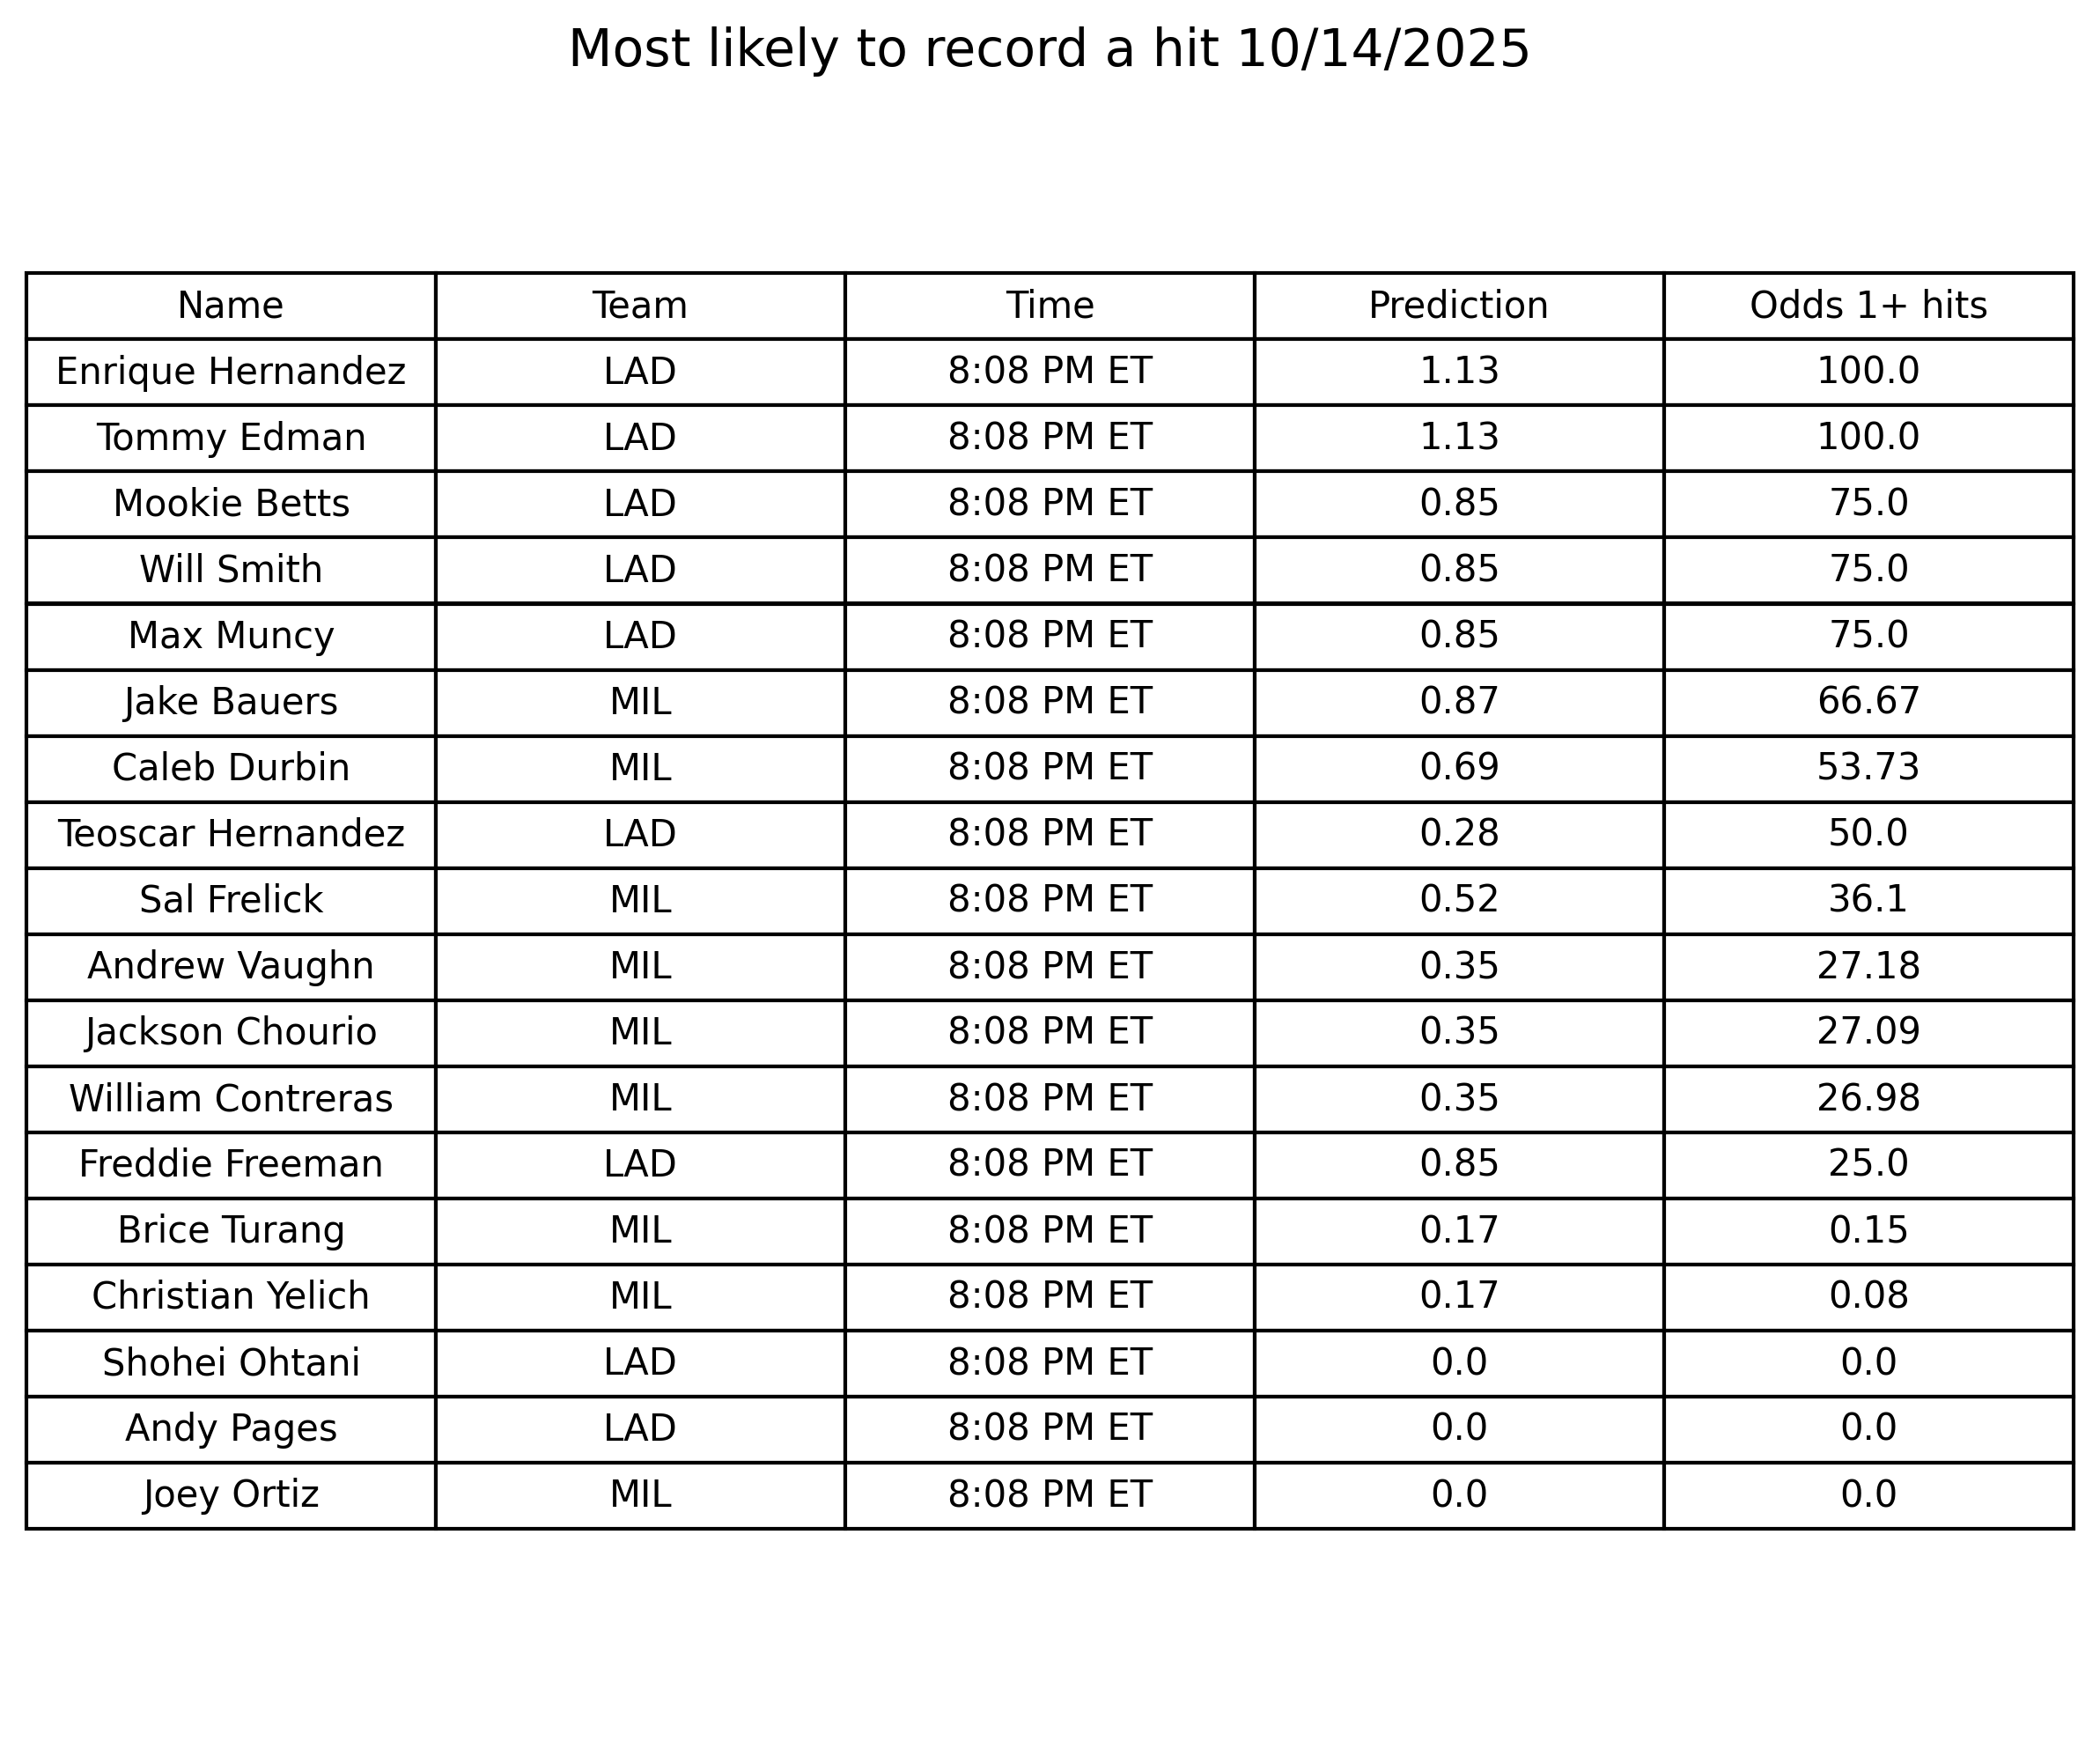 Most likely to record a hit 10/14/2025
Name Team Time Prediction Odds 1+ hits
Enrique Hernandez LAD 8:08 PM ET 1.13 100.0
Tommy Edman LAD 8:08 PM ET 1.13 100.0
Mookie Betts LAD 8:08 PM ET 0.85 75.0
Will Smith LAD 8:08 PM ET 0.85 75.0
Max Muncy LAD 8:08 PM ET 0.85 75.0
Jake Bauers MIL 8:08 PM ET 0.87 66.67
Caleb Durbin MIL 8:08 PM ET 0.69 53.73
Teoscar Hernandez LAD 8:08 PM ET 0.28 50.0
Sal Frelick MIL 8:08 PM ET 0.52 36.1
Andrew Vaughn MIL 8:08 PM ET 0.35 27.18
Jackson Chourio MIL 8:08 PM ET 0.35 27.09
William Contreras MIL 8:08 PM ET 0.35 26.98
Freddie Freeman LAD 8:08 PM ET 0.85 25.0
Brice Turang MIL 8:08 PM ET 0.17 0.15
Christian Yelich MIL 8:08 PM ET 0.17 0.08
Shohei Ohtani LAD 8:08 PM ET 0.0 0.0
Andy Pages LAD 8:08 PM ET 0.0 0.0
Joey Ortiz MIL 8:08 PM ET 0.0 0.0